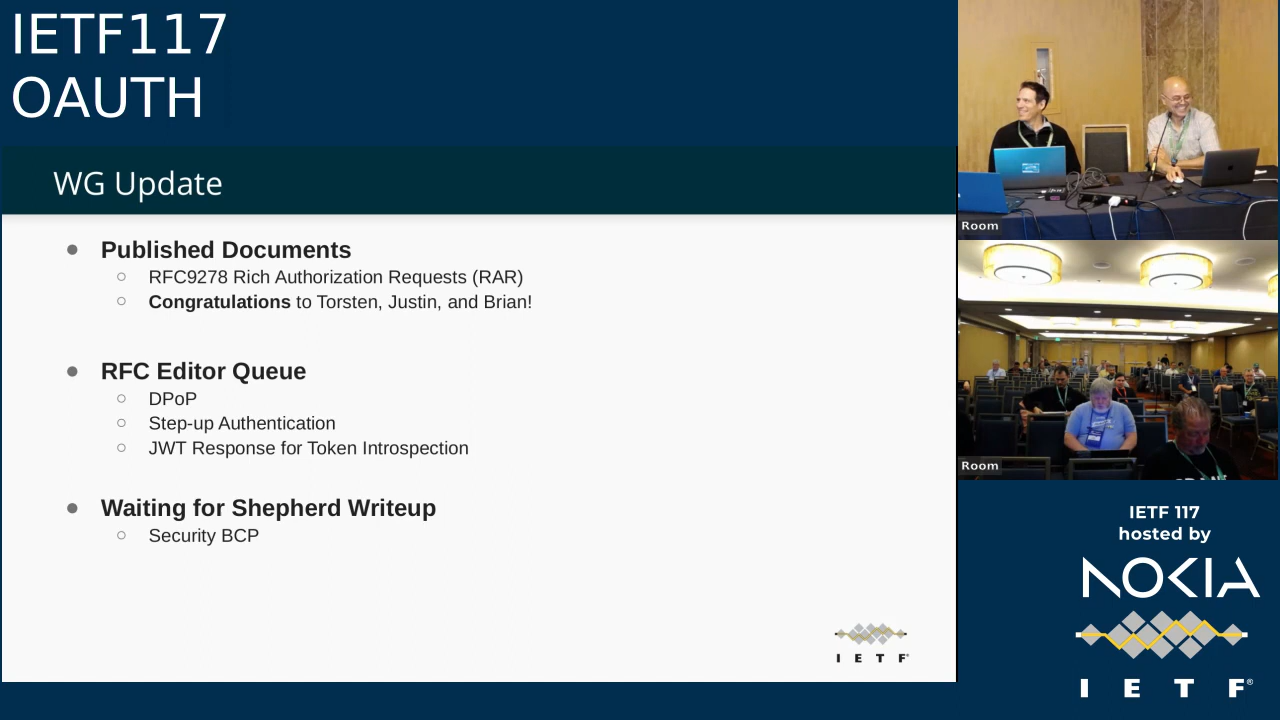 IETF117
OAUTH
WG Update
Published Documents
RFC9278 Rich Authorization Requests (RAR)
Congratulations to Torsten, Justin, and Brian!
RFC Editor Queue
DPoP
Step-up Authentication
JWT Response for Token Introspection
Waiting for Shepherd Writeup
Security BCP
I E T F®
Room
Room
IETF 117
hosted by
NOKIA
I E T F®